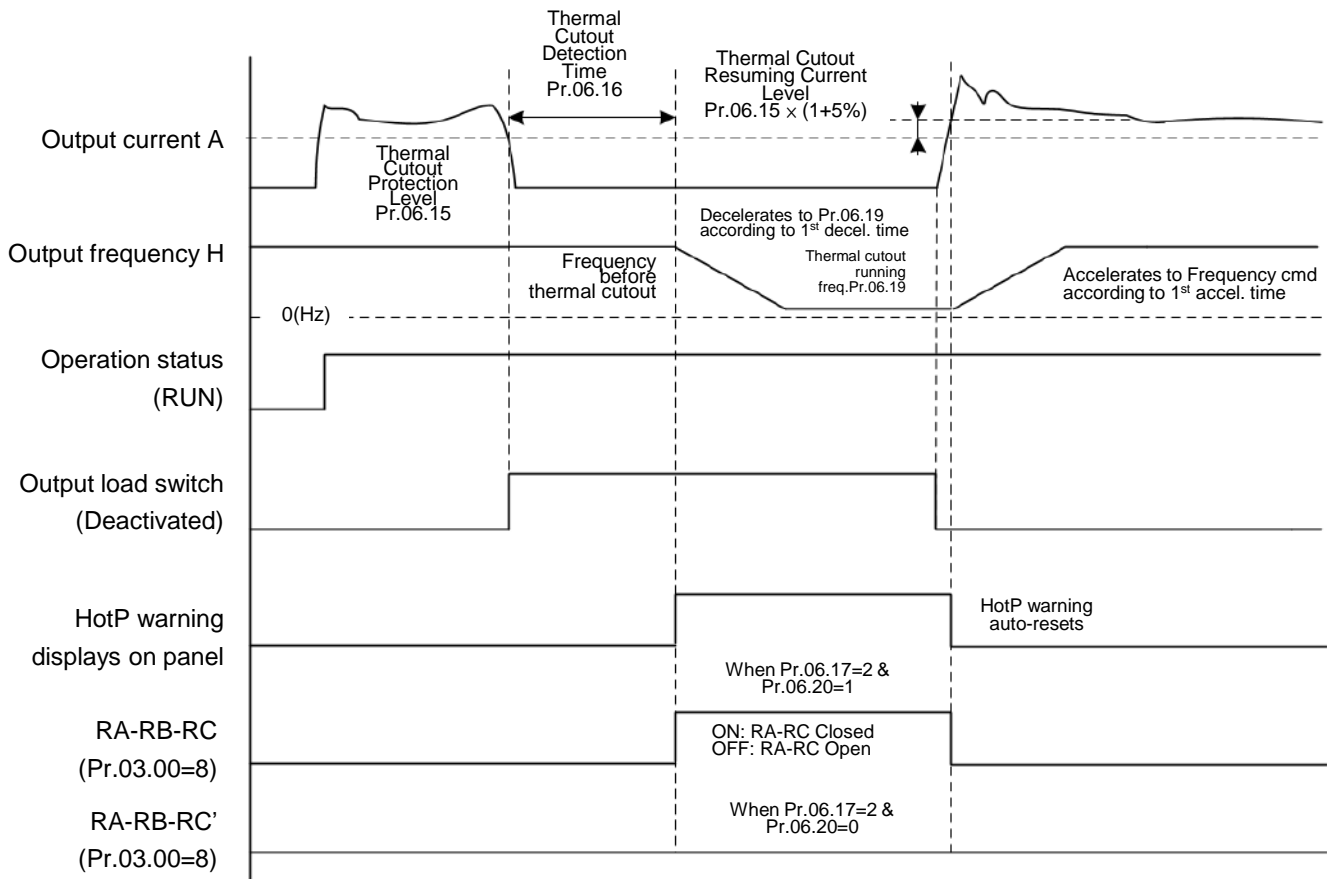 Thermal
Cutout
Detection
Time
Pr.06.16
Thermal Cutout
Resuming Current
Level
Pr.06.15 × (1+5%)
Output current A
Thermal
Cutout
Protection
Level
Pr.06.15
Decelerates to Pr.06.19
according to 1st decel. time
Output frequency H
Frequency
before
thermal cutout
Thermal cutout
running
freq.Pr.06.19
Accelerates to Frequency cmd
according to 1st accel. time
0(Hz)
Operation status
(RUN)
Output load switch
(Deactivated)
HotP warning
displays on panel
HotP warning
auto-resets
When Pr.06.17=2 &
Pr.06.20=1
RA-RB-RC
(Pr.03.00=8)
ON: RA-RC Closed
OFF: RA-RC Open
RA-RB-RC’
(Pr.03.00=8)
When Pr.06.17=2 &
Pr.06.20=0